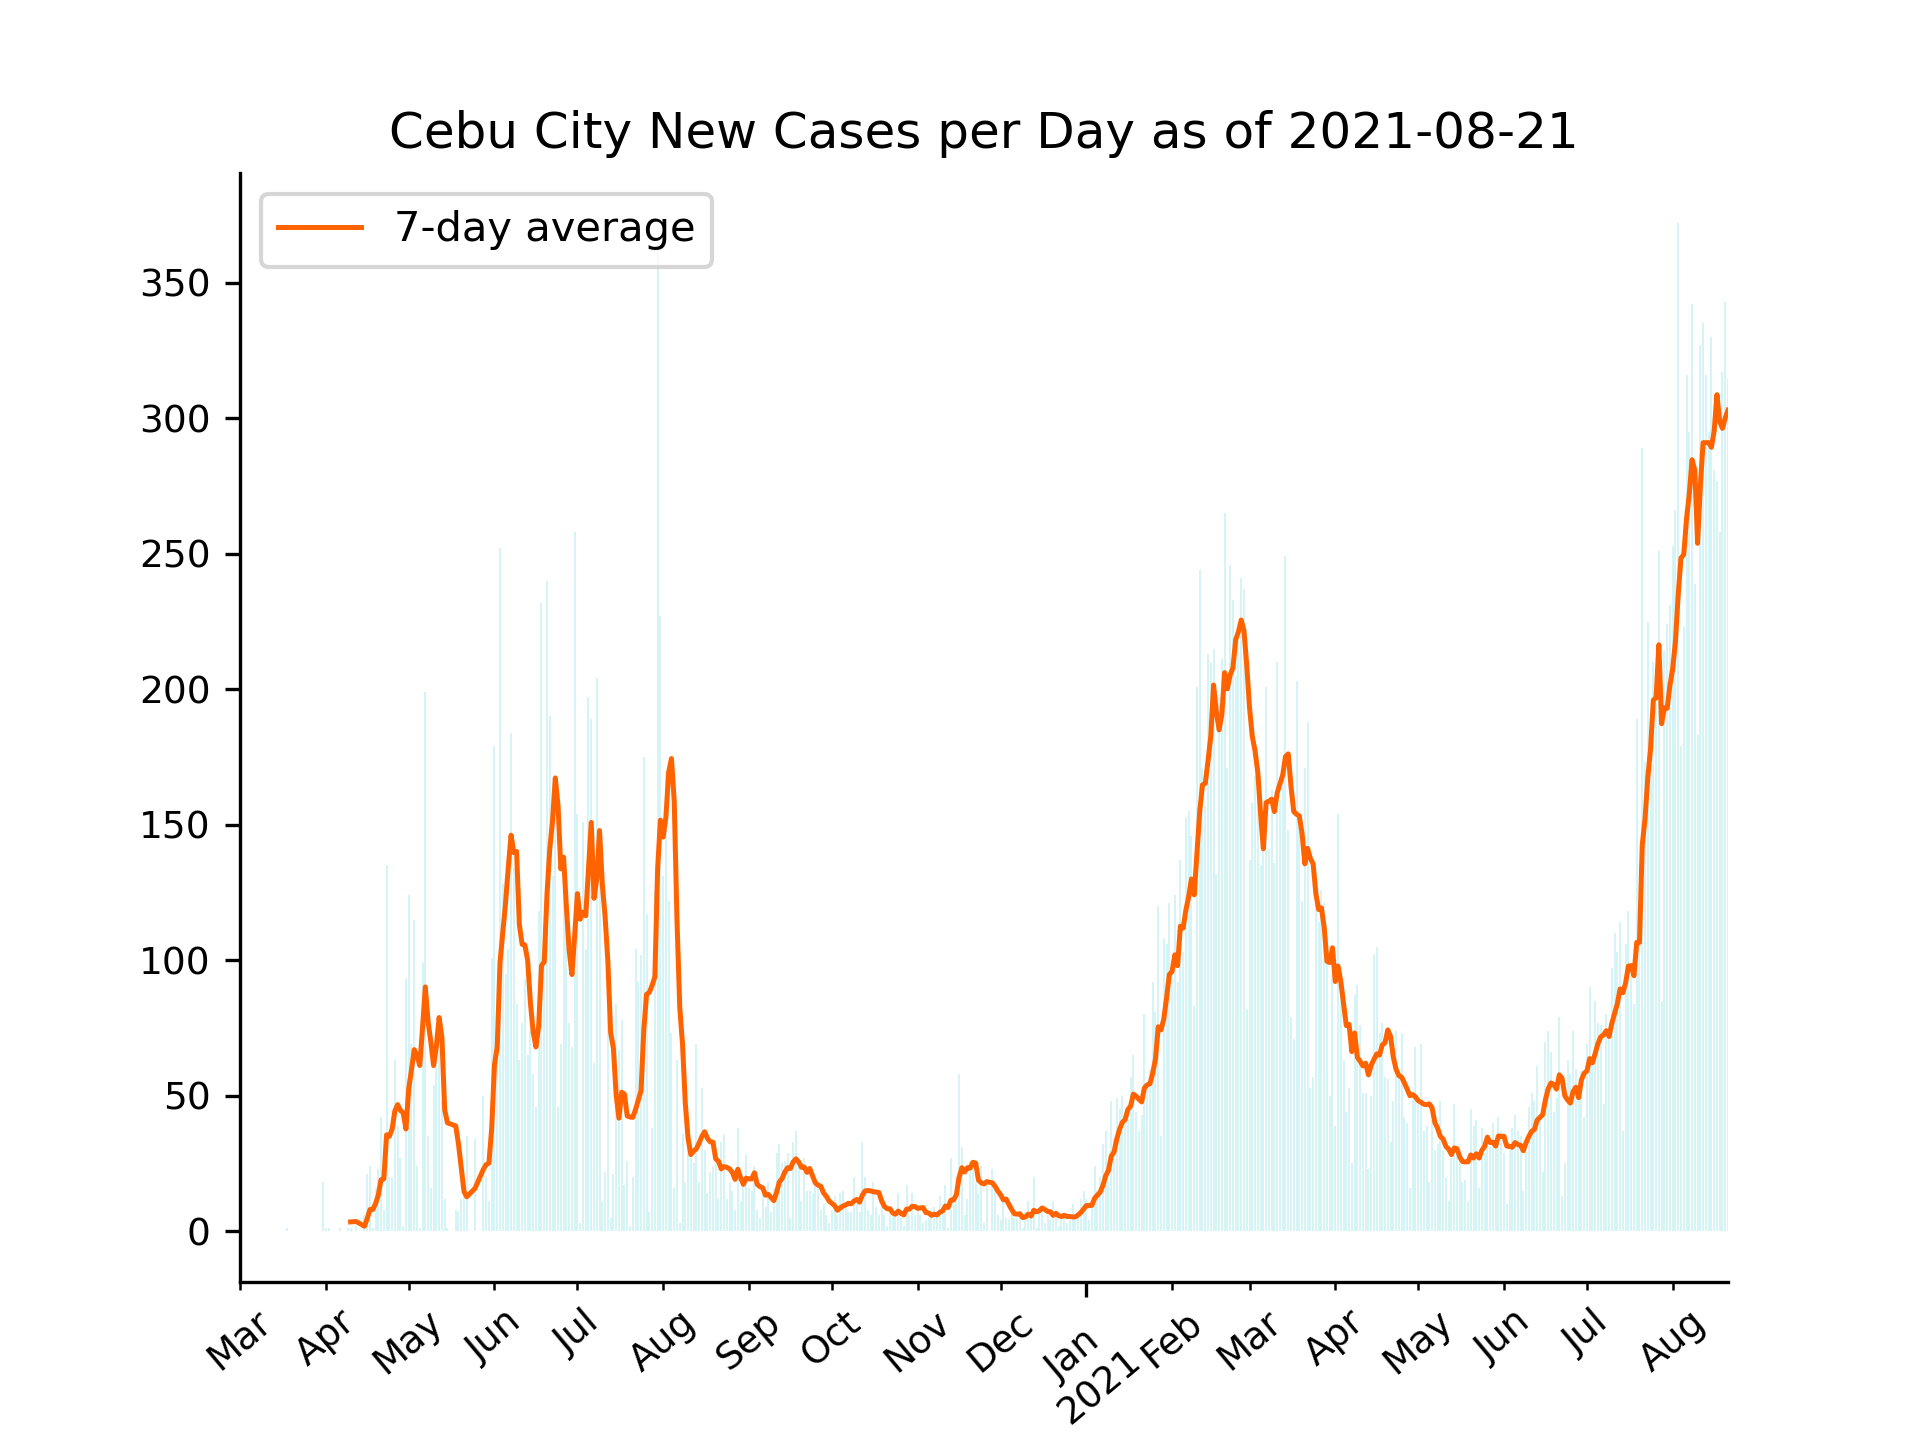 Cebu City New Cases per Day as of 2021-08-21
7-day average
350
300
250
200
150
100
50
0
Mar
Apr
May
Jun
Jul
Aug
Sep
Oct
Nov
Dec
Jan
2021
Feb
Mar
Apr
May
Jun
Jul
Aug